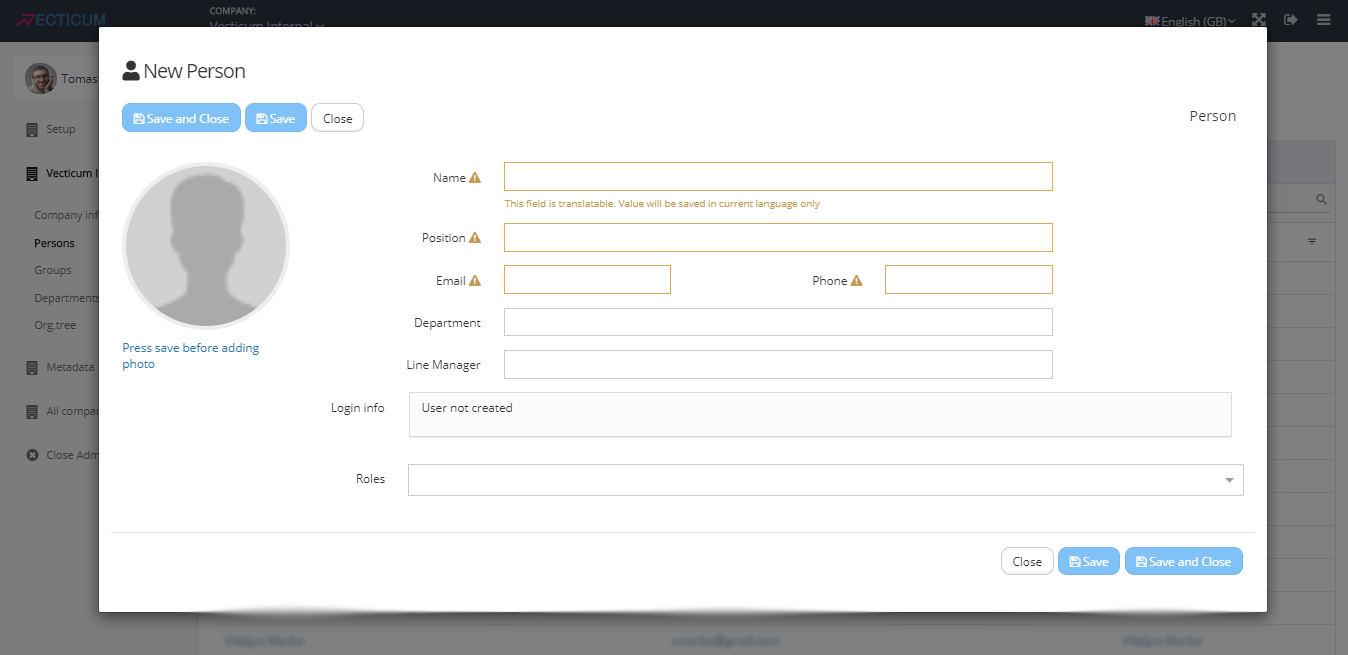 VECTICUM
COMPANY:
Vecticum Internal
English (GB)
Tomas
Setup
Vecticum I
Company inf
Persons
Groups
Departments
Org.tree
Metadata
All compa
Close Adm
New Person
Save and Close
Save
Close
Person
Press save before adding
photo
Name
This field is translatable. Value will be saved in current language only
Position
Email
Phone
Department
Line Manager
Login info
User not created
Roles
Close
Save
Save and Close